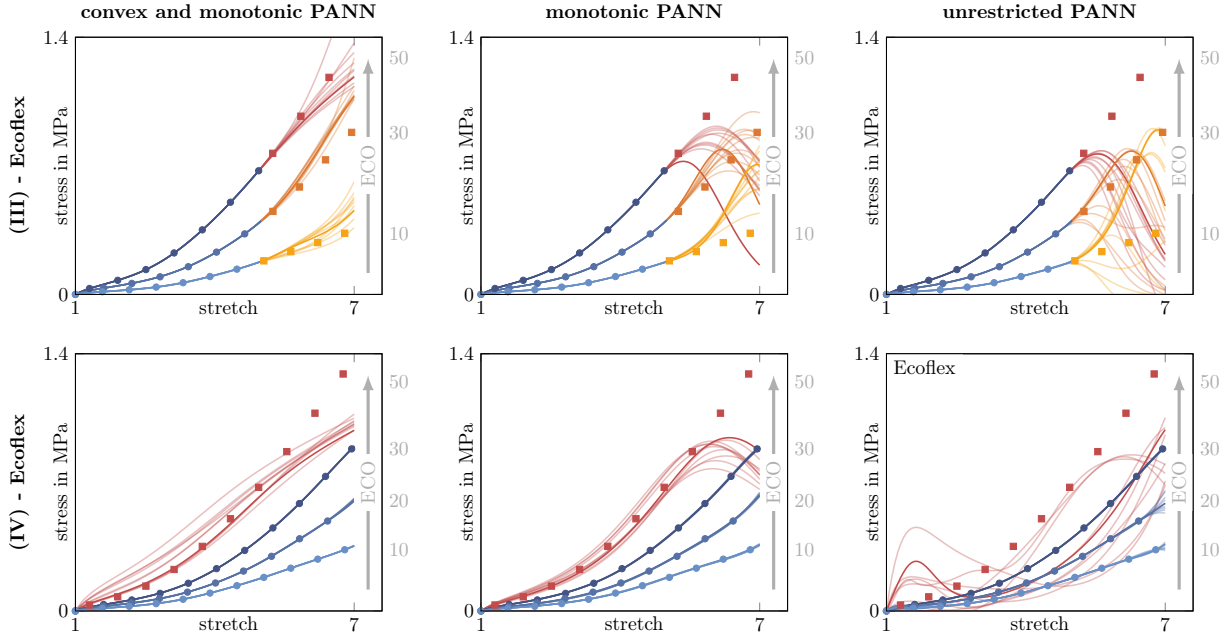 convex and monotonic PANN
monotonic PANN
unrestricted PANN
(III) - Ecoflex
stress in MPa
1.4
0
1
stretch
7
ECO
50
30
10
stress in MPa
1.4
0
1
stretch
7
ECO
50
30
10
stress in MPa
1.4
0
1
stretch
7
ECO
50
30
10
(IV) - Ecoflex
stress in MPa
1.4
0
1
stretch
7
ECO
50
30
20
10
stress in MPa
1.4
0
1
stretch
7
ECO
50
30
20
10
Ecoflex
stress in MPa
1.4
0
1
stretch
7
ECO
50
30
20
10